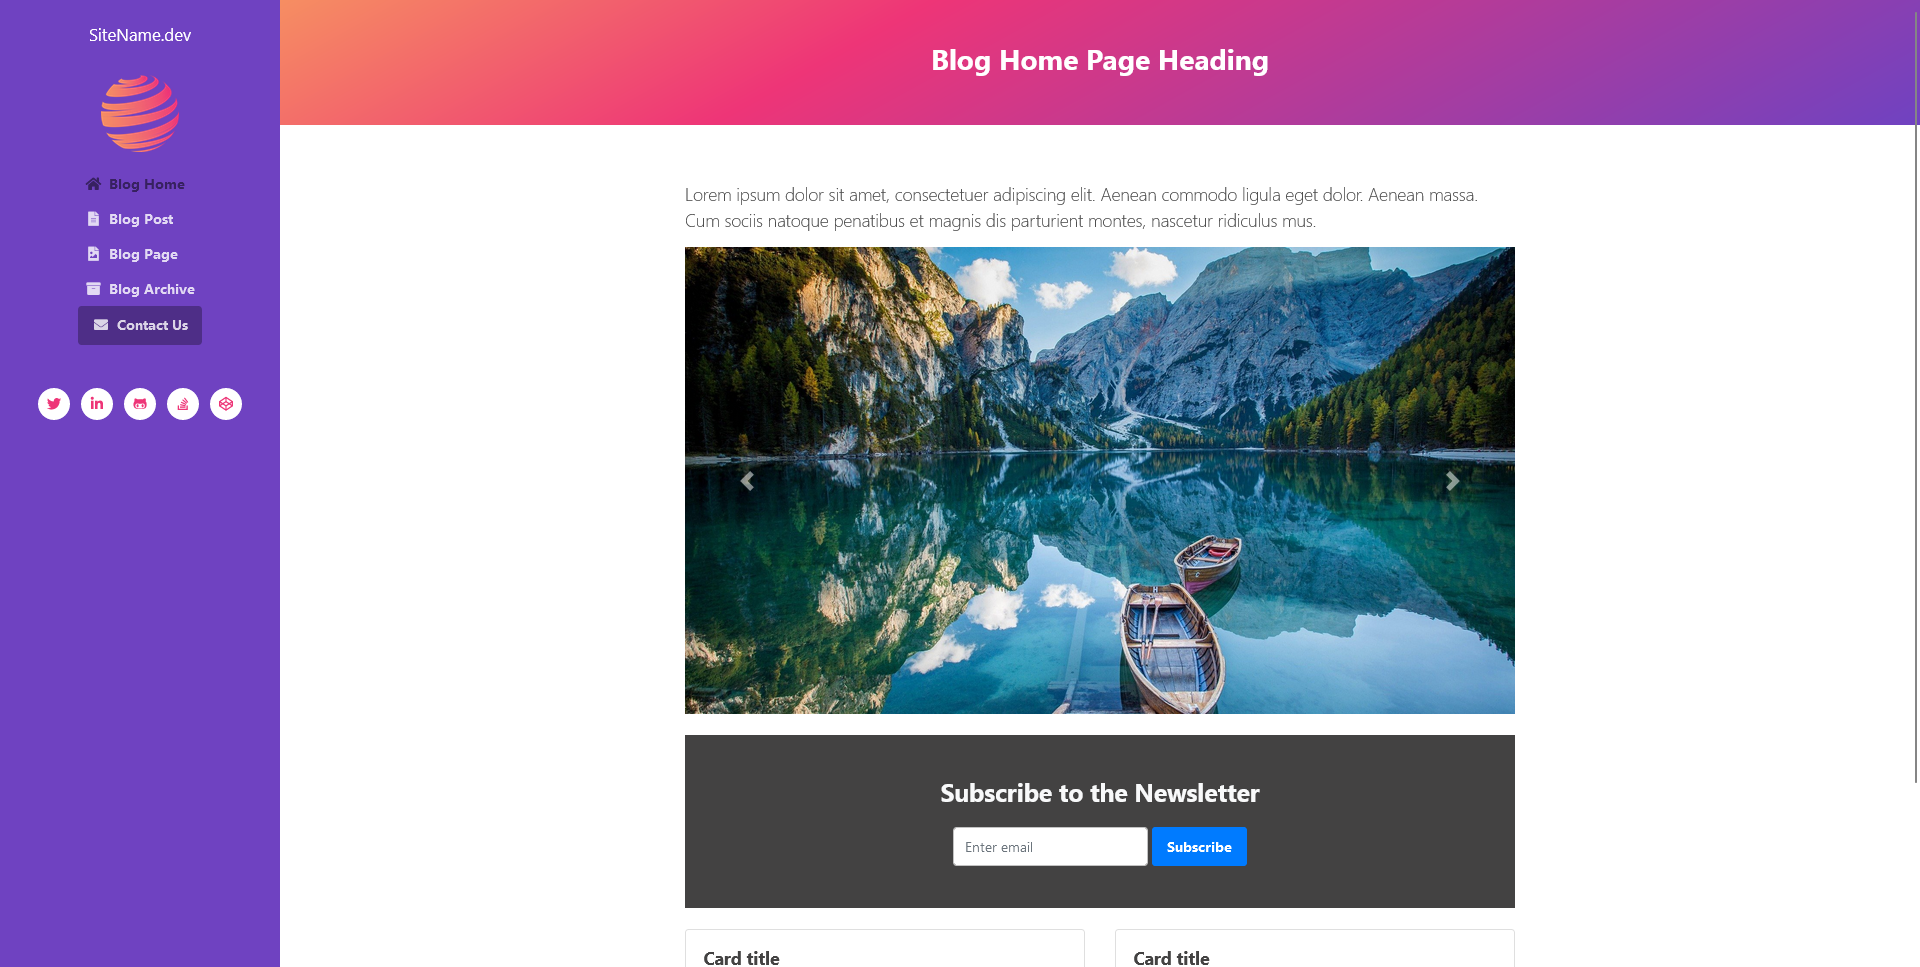 SiteName.dev
Blog Home
Blog Post
Blog Page
Blog Archive
Contact Us
Blog Home Page Heading
Lorem ipsum dolor sit amet, consectetuer adipiscing elit. Aenean commodo ligula eget dolor. Aenean massa.
Cum sociis natoque penatibus et magnis dis parturient montes, nascetur ridiculus mus.
Subscribe to the Newsletter
Enter email
Subscribe
Card title
Card title